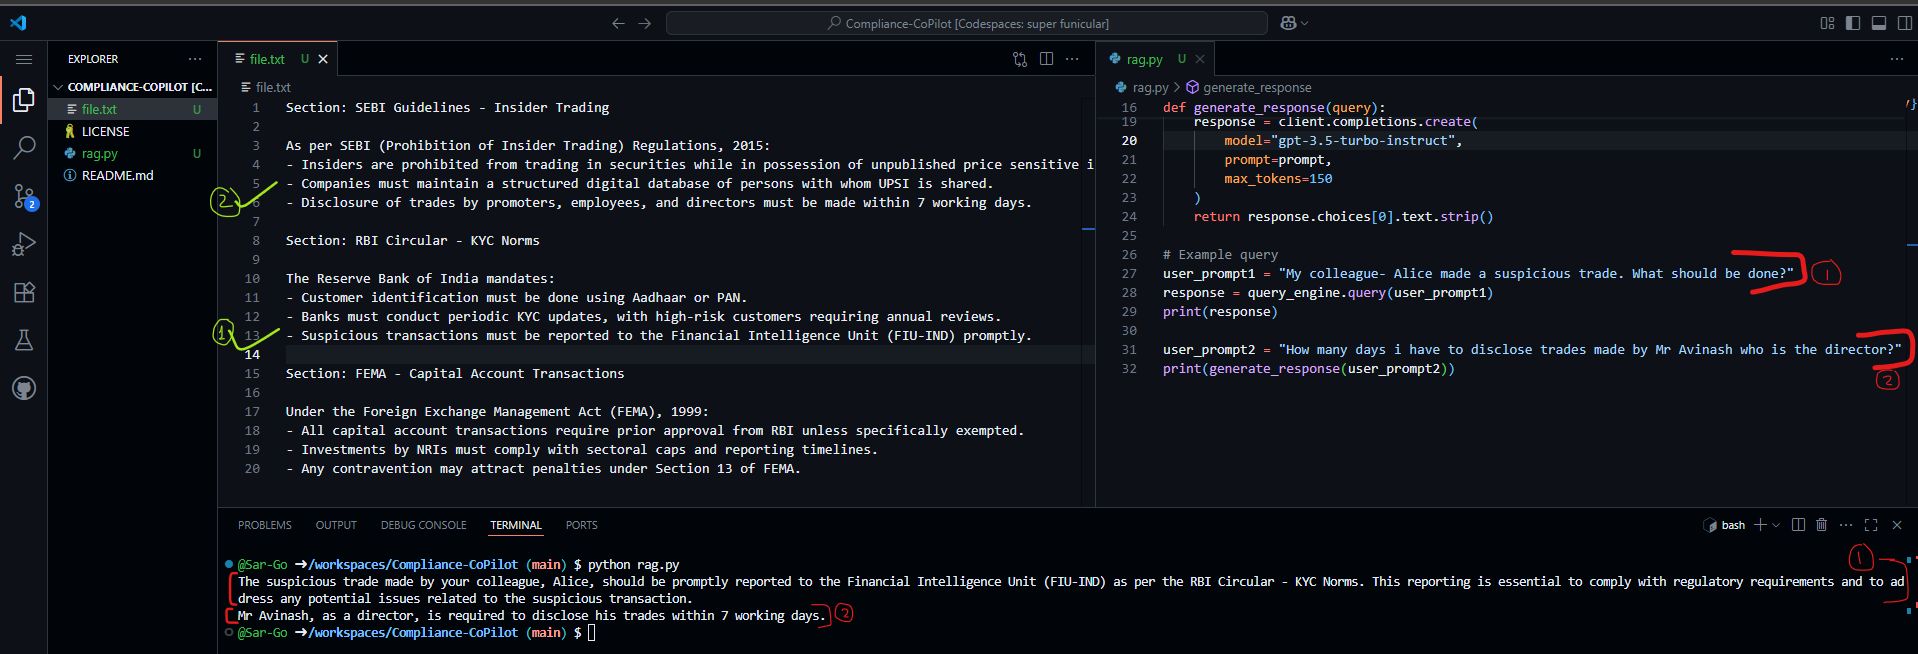 Compliance-CoPilot [Codespaces: super funicular]
EXPLORER
COMPLIANCE-COPILOT [C...
file.txt U
LICENSE
rag.py U
README.md
2
file.txt U
file.txt
1 Section: SEBI Guidelines - Insider Trading
2
3 As per SEBI (Prohibition of Insider Trading) Regulations, 2015:
4 - Insiders are prohibited from trading in securities while in possession of unpublished price sensitive i
5 - Companies must maintain a structured digital database of persons with whom UPSI is shared.
2
6 - Disclosure of trades by promoters, employees, and directors must be made within 7 working days.
7
8 Section: RBI Circular - KYC Norms
9
10 The Reserve Bank of India mandates:
11 - Customer identification must be done using Aadhaar or PAN.
12 - Banks must conduct periodic KYC updates, with high-risk customers requiring annual reviews.
1
13 - Suspicious transactions must be reported to the Financial Intelligence Unit (FIU-IND) promptly.
14
15 Section: FEMA - Capital Account Transactions
16
17 Under the Foreign Exchange Management Act (FEMA), 1999:
18 - All capital account transactions require prior approval from RBI unless specifically exempted.
19 - Investments by NRIs must comply with sectoral caps and reporting timelines.
20 - Any contravention may attract penalties under Section 13 of FEMA.
rag.py U
rag.py > generate_response
16 def generate_response(query):
19 response = client.completions.create(
20 model="gpt-3.5-turbo-instruct",
21 prompt=prompt,
22 max_tokens=150
23 )
24 return response.choices[0].text.strip()
25
26 # Example query
27 user_prompt1 = "My colleague- Alice made a suspicious trade. What should be done?"
1
28 response = query_engine.query(user_prompt1)
29 print(response)
30
31 user_prompt2 = "How many days i have to disclose trades made by Mr Avinash who is the director?"
32 print(generate_response(user_prompt2))
2
PROBLEMS OUTPUT DEBUG CONSOLE TERMINAL PORTS
bash
@Sar-Go ➜/workspaces/Compliance-CoPilot (main) $ python rag.py
1
The suspicious trade made by your colleague, Alice, should be promptly reported to the Financial Intelligence Unit (FIU-IND) as per the RBI Circular - KYC Norms. This reporting is essential to comply with regulatory requirements and to ad
dress any potential issues related to the suspicious transaction.
Mr Avinash, as a director, is required to disclose his trades within 7 working days.
2
@Sar-Go ➜/workspaces/Compliance-CoPilot (main) $